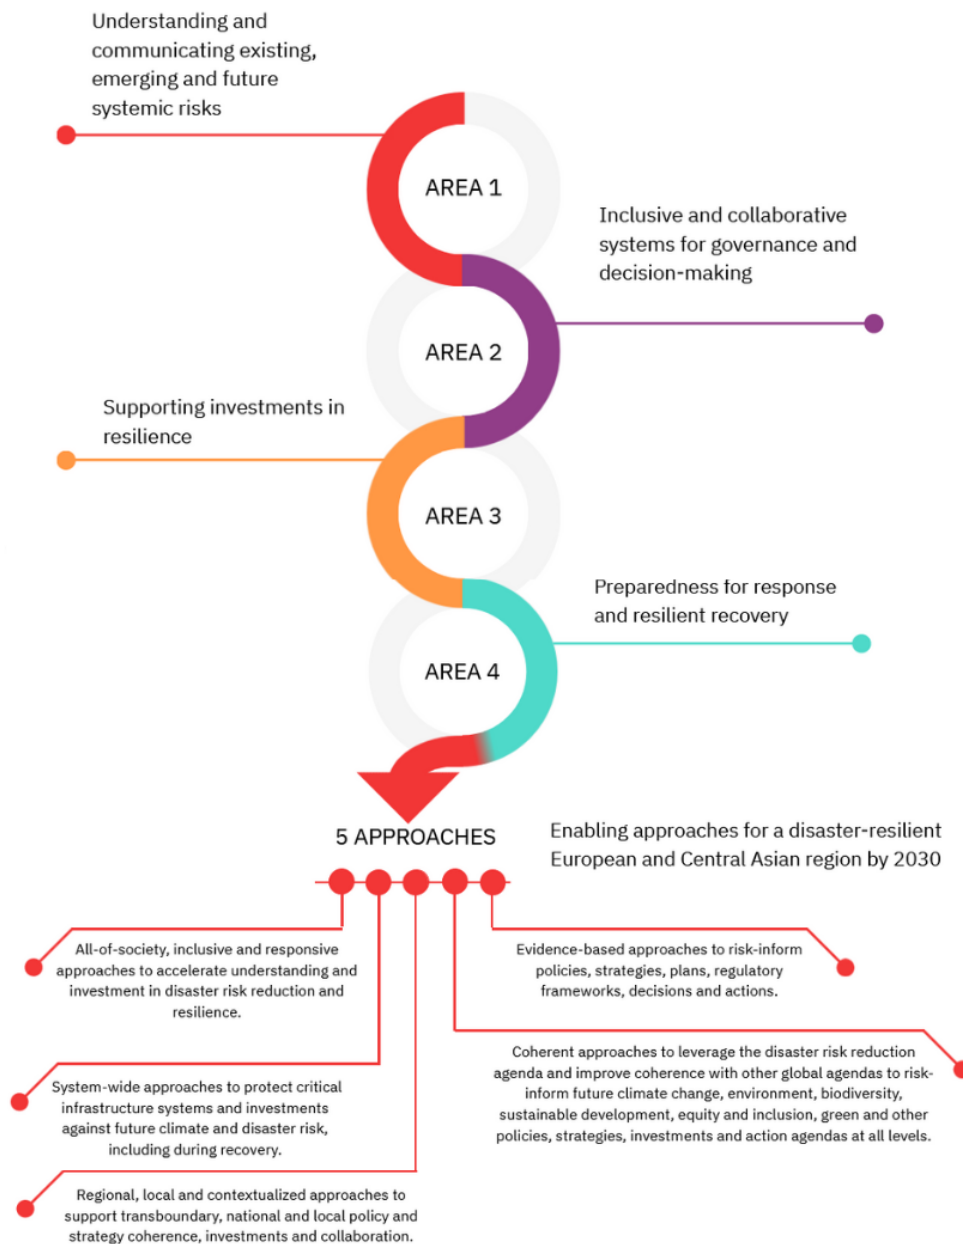 Understanding and
communicating existing,
emerging and future
systemic risks
AREA 1
Inclusive and collaborative
systems for governance and
decision-making
AREA 2
Supporting investments in
resilience
AREA 3
Preparedness for response
and resilient recovery
AREA 4
5 APPROACHES
Enabling approaches for a disaster-resilient
European and Central Asian region by 2030
All-of-society, inclusive and responsive
approaches to accelerate understanding and
investment in disaster risk reduction and
resilience.
Evidence-based approaches to risk-inform
policies, strategies, plans, regulatory
frameworks, decisions and actions.
System-wide approaches to protect critical
infrastructure systems and investments
against future climate and disaster risk,
including during recovery.
Coherent approaches to leverage the disaster risk reduction
agenda and improve coherence with other global agendas to risk-
inform future climate change, environment, biodiversity,
sustainable development, equity and inclusion, green and other
policies, strategies, investments and action agendas at all levels.
Regional, local and contextualized approaches to
support transboundary, national and local policy and
strategy coherence, investments and collaboration.